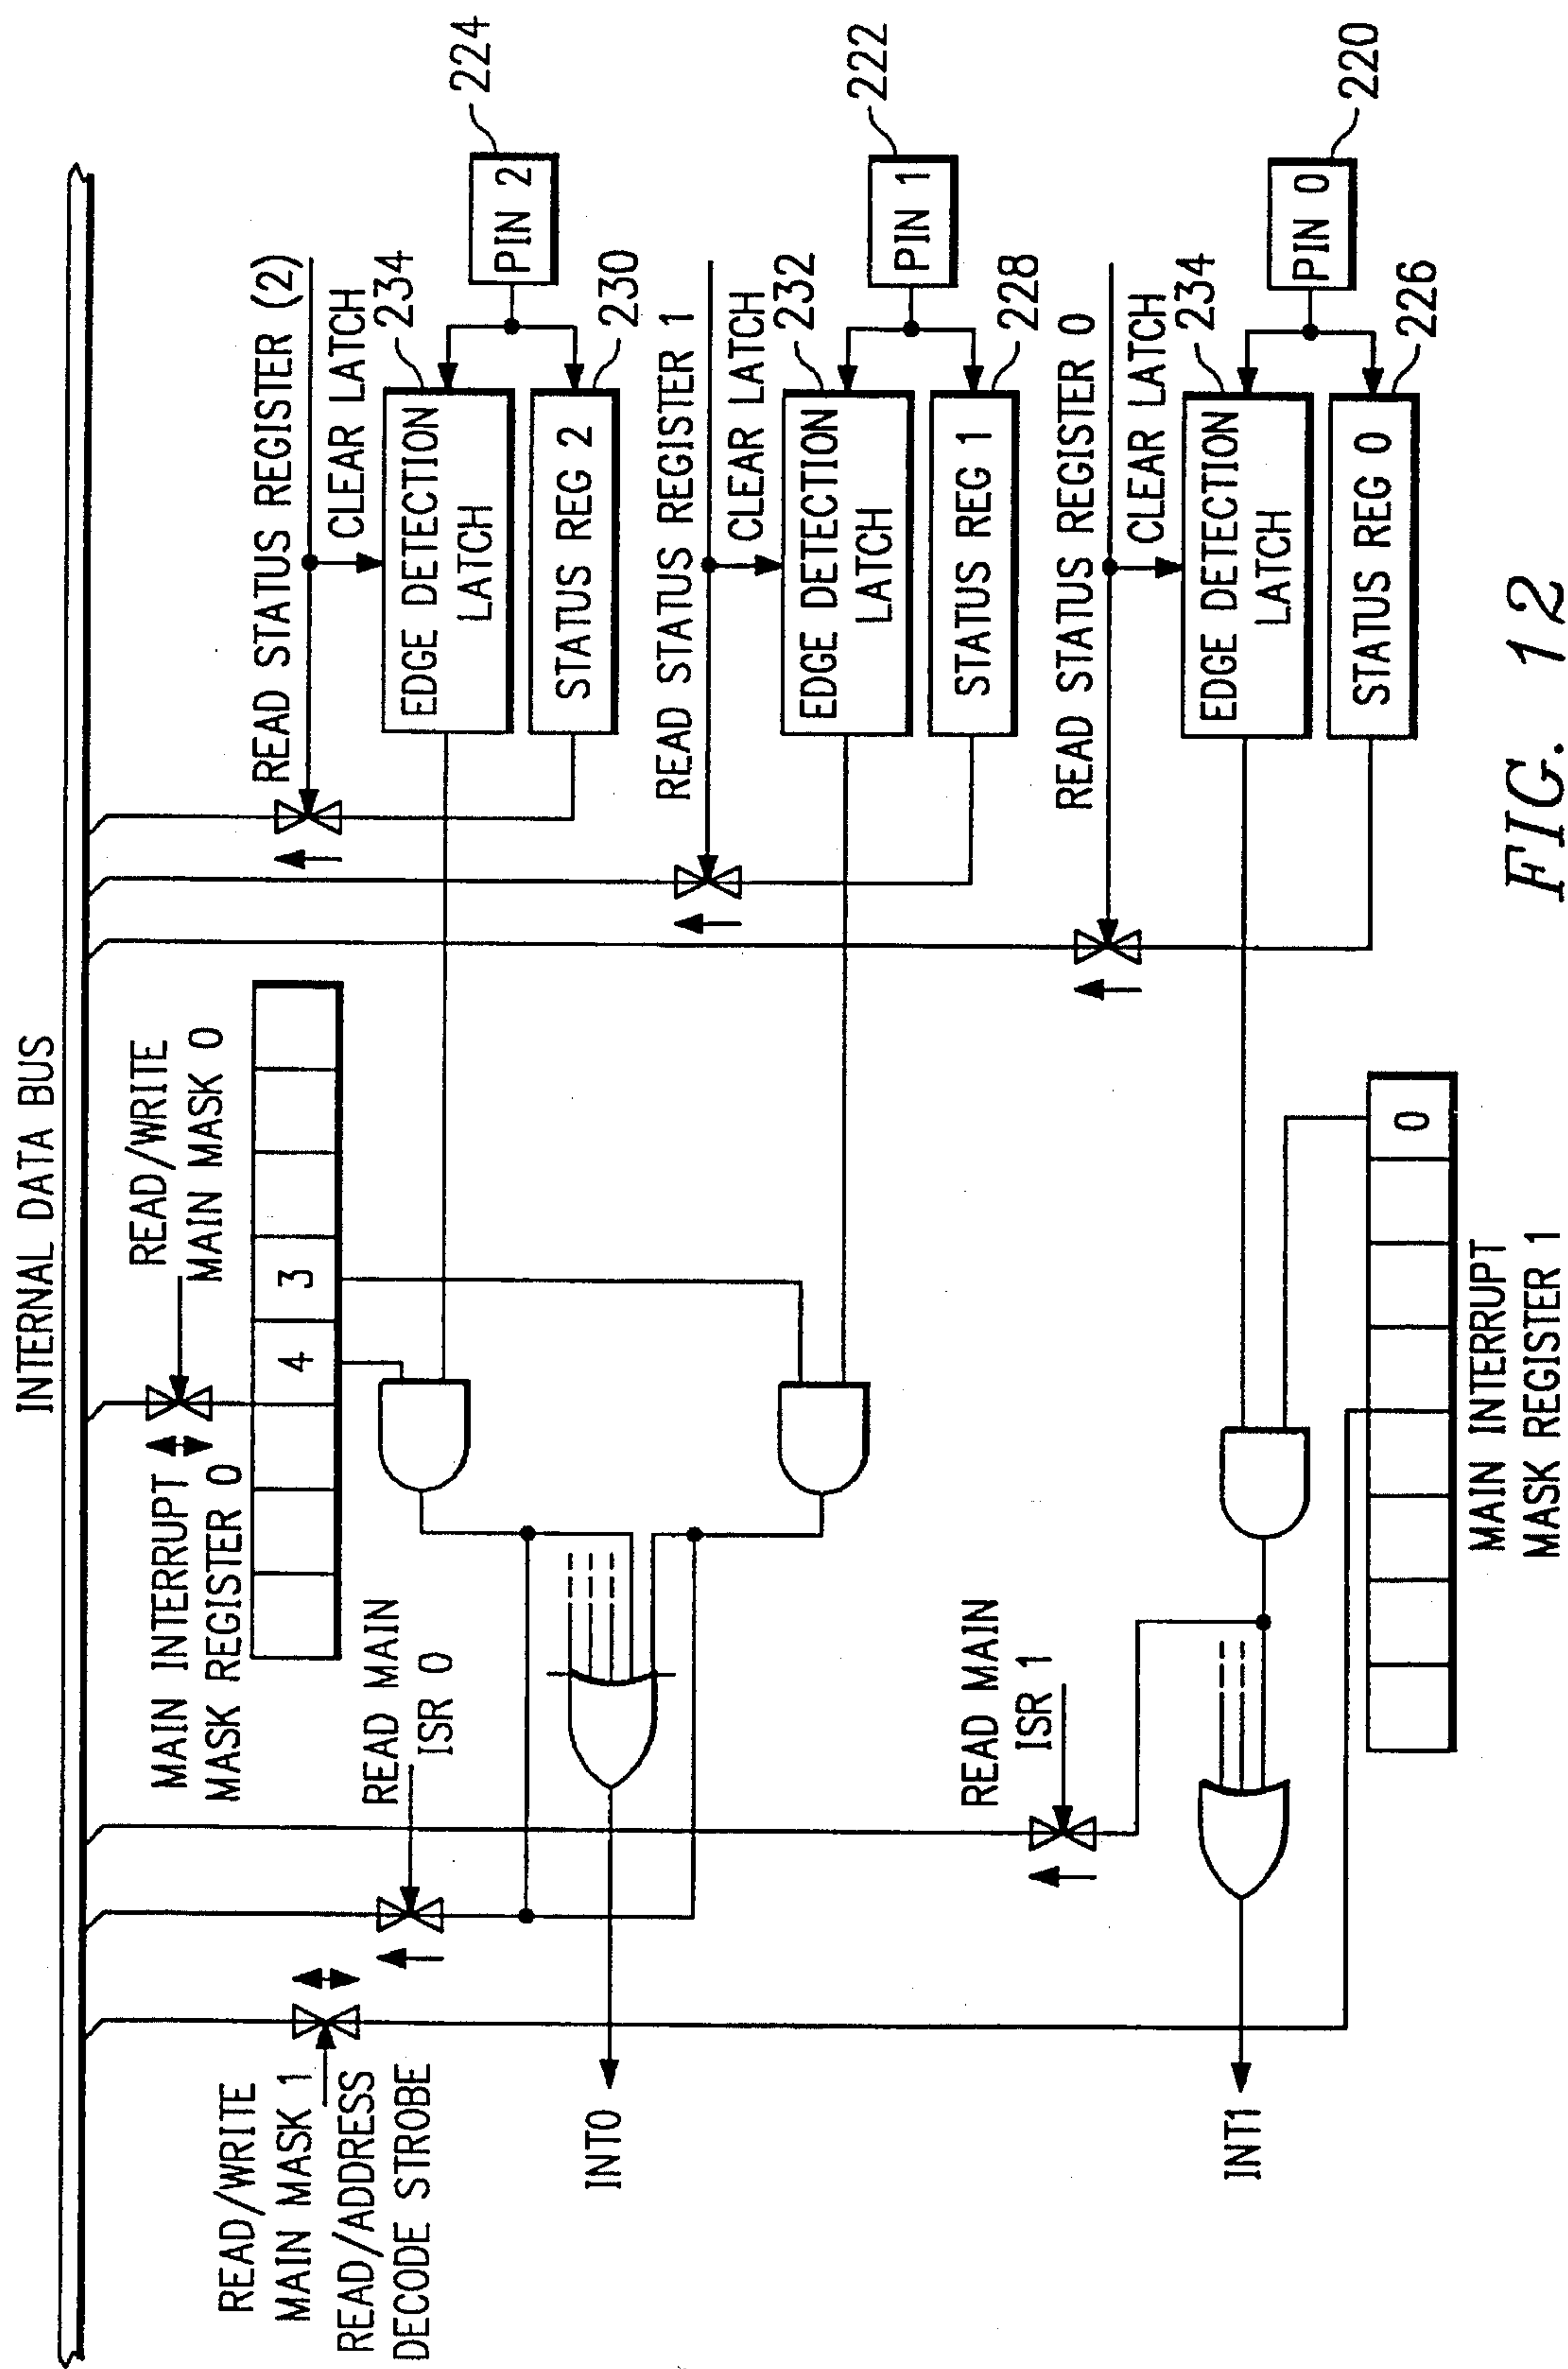 INTERNAL DATA BUS
READ/WRITE
MAIN MASK 0
MAIN INTERRUPT
MASK REGISTER 0
4
3
READ STATUS REGISTER (2)
CLEAR LATCH
234
224
EDGE DETECTION
LATCH
PIN 2
STATUS REG 2
230
READ/WRITE
MAIN MASK 1
READ/ADDRESS
DECODE STROBE
READ MAIN
ISR 0
INT0
READ STATUS REGISTER 1
CLEAR LATCH
232
222
EDGE DETECTION
LATCH
PIN 1
STATUS REG 1
228
READ MAIN
ISR 1
INT1
READ STATUS REGISTER 0
CLEAR LATCH
234
220
EDGE DETECTION
LATCH
PIN 0
STATUS REG 0
226
0
MAIN INTERRUPT
MASK REGISTER 1
FIG. 12